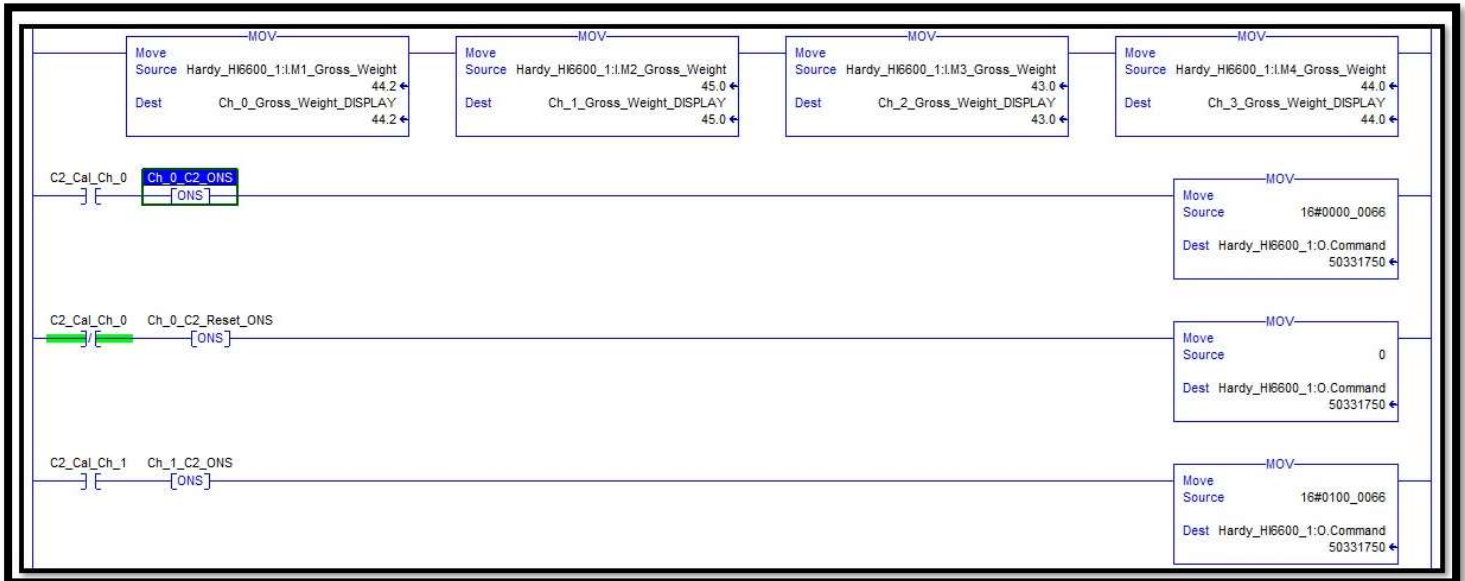 MOV
Move
Source Hardy_HI6600_1:I.M1_Gross_Weight
44.2
Dest Ch_0_Gross_Weight_DISPLAY
44.2
MOV
Move
Source Hardy_HI6600_1:I.M2_Gross_Weight
45.0
Dest Ch_1_Gross_Weight_DISPLAY
45.0
MOV
Move
Source Hardy_HI6600_1:I.M3_Gross_Weight
43.0
Dest Ch_2_Gross_Weight_DISPLAY
43.0
MOV
Move
Source Hardy_HI6600_1:I.M4_Gross_Weight
44.0
Dest Ch_3_Gross_Weight_DISPLAY
44.0
C2_Cal_Ch_0 Ch_0_C2_ONS
ONS
MOV
Move
Source 16#0000_0066
Dest Hardy_HI6600_1:O.Command
50331750
C2_Cal_Ch_0 Ch_0_C2_Reset_ONS
ONS
MOV
Move
Source 0
Dest Hardy_HI6600_1:O.Command
50331750
C2_Cal_Ch_1 Ch_1_C2_ONS
ONS
MOV
Move
Source 16#0100_0066
Dest Hardy_HI6600_1:O.Command
50331750